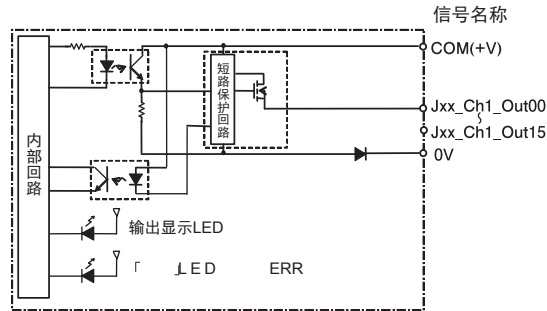 信号名称
COM(+V)
短路保护回路
Jxx_Ch1_Out00
~
Jxx_Ch1_Out15
0V
内部回路
输出显示LED
「 」LED ERR